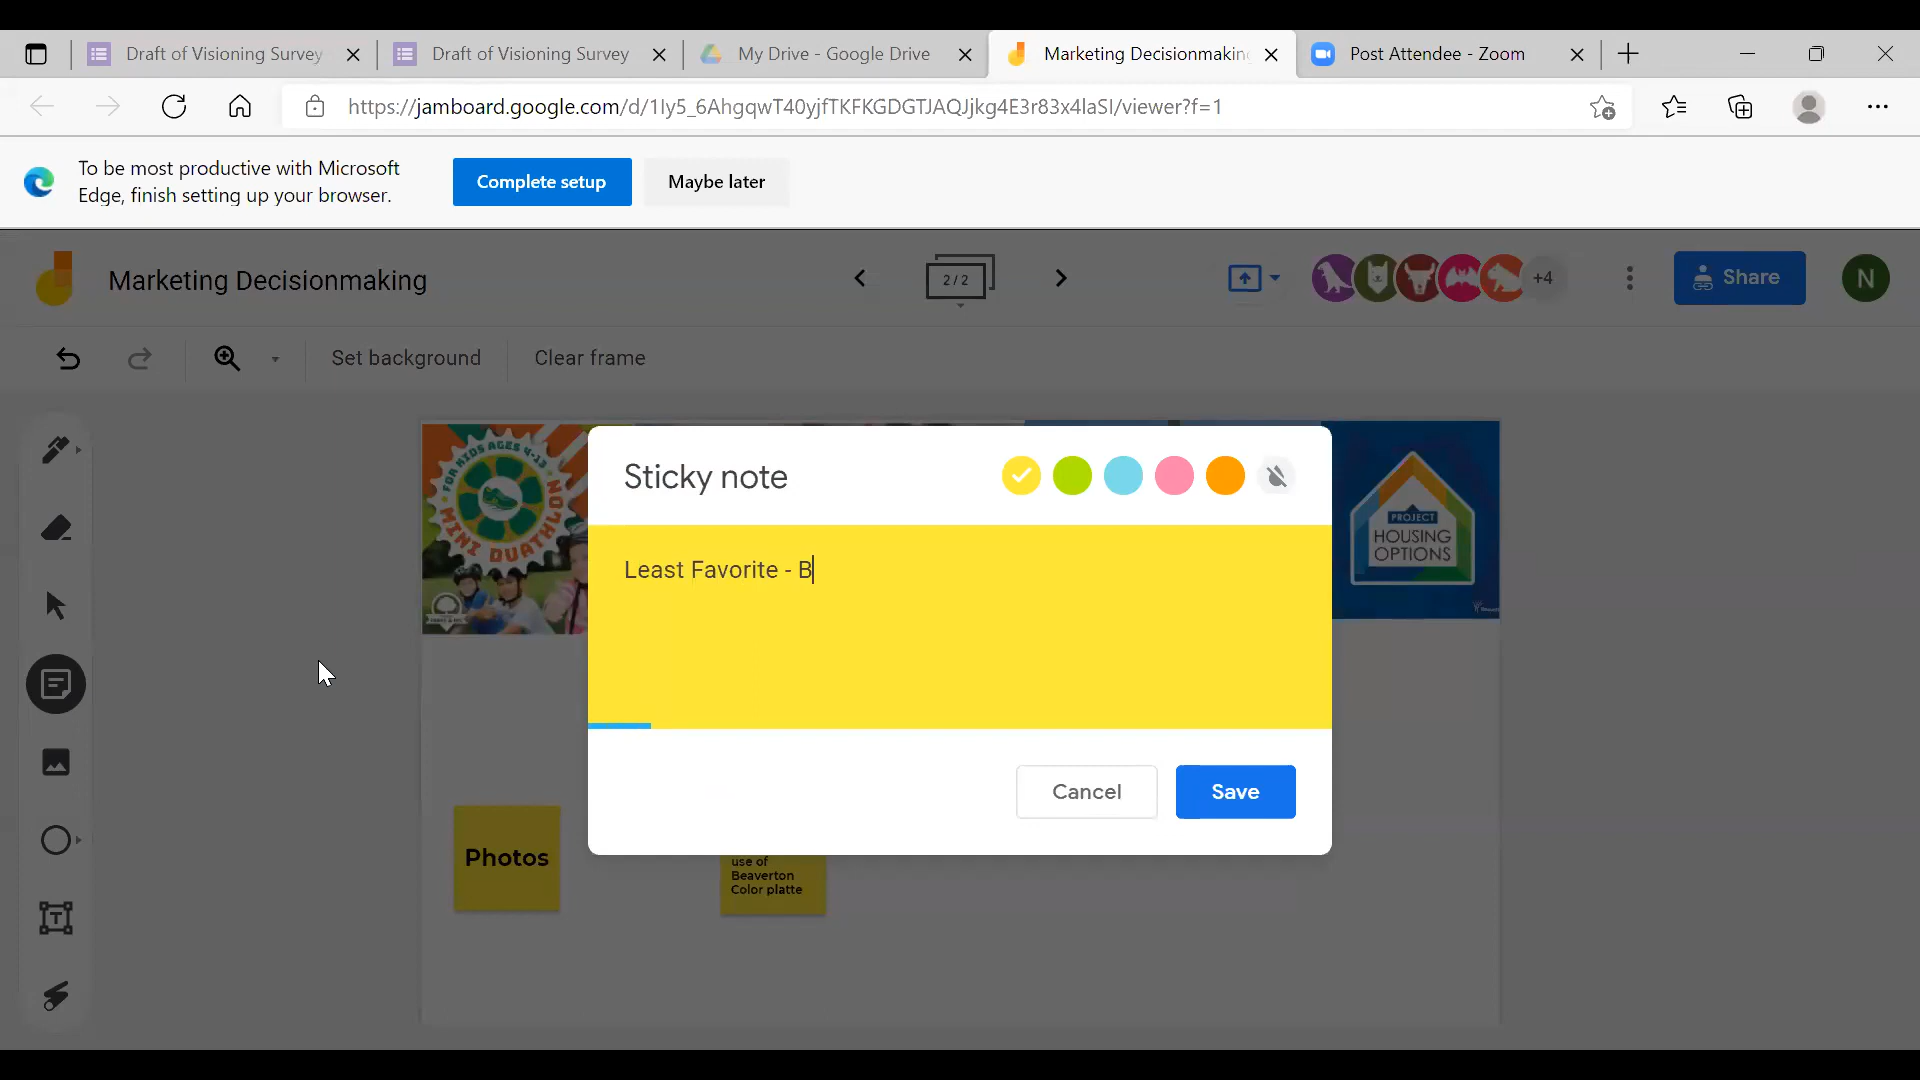 Draft of Visioning Survey
Draft of Visioning Survey
My Drive - Google Drive
Marketing Decisionmakin
Post Attendee - Zoom
https://jamboard.google.com/d/1Iy5_6AhgqwT40yjfTKFKGDGTJAQJjkg4E3r83x4laSI/viewer?f=1
To be most productive with Microsoft
Edge, finish setting up your browser.
Complete setup
Maybe later
Marketing Decisionmaking
2 / 2
+4
Share
N
Set background
Clear frame
FOR KIDS AGES 4-13
MINI DUATHLON
Sticky note
Least Favorite - B
PROJECT
HOUSING
OPTIONS
Cancel
Save
Photos
use of
Beaverton
Color platte
T